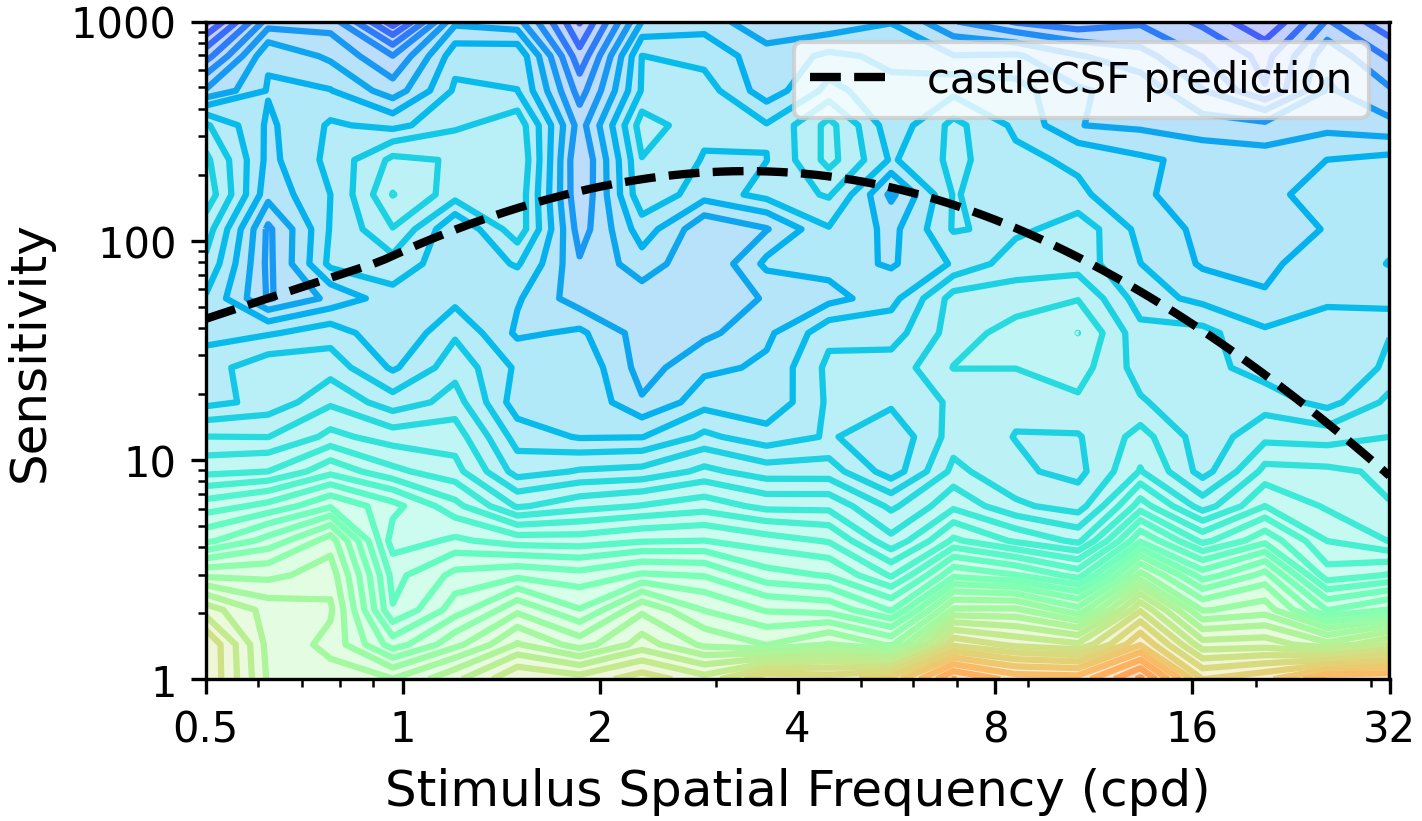 1000
100
10
1
Sensitivity
castleCSF prediction
0.5 1 2 4 8 16 32
Stimulus Spatial Frequency (cpd)